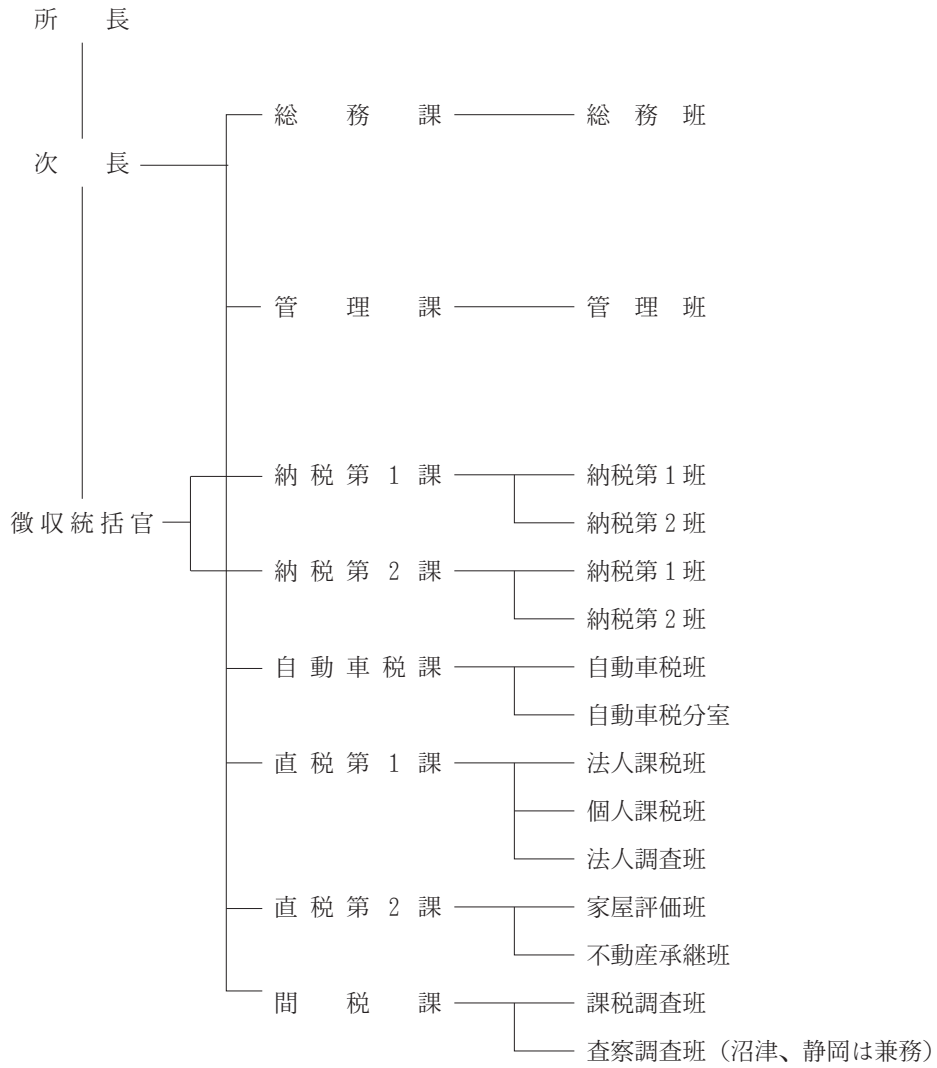 所長
総務課 総務班
次長
管理課 管理班
納税第1課 納税第1班
徴収統括官 納税第2班
納税第2課 納税第1班
納税第2班
自動車税課 自動車税班
自動車税分室
直税第1課 法人課税班
個人課税班
法人調査班
直税第2課 家屋評価班
不動産承継班
間税課 課税調査班
査察調査班（沼津、静岡は兼務）